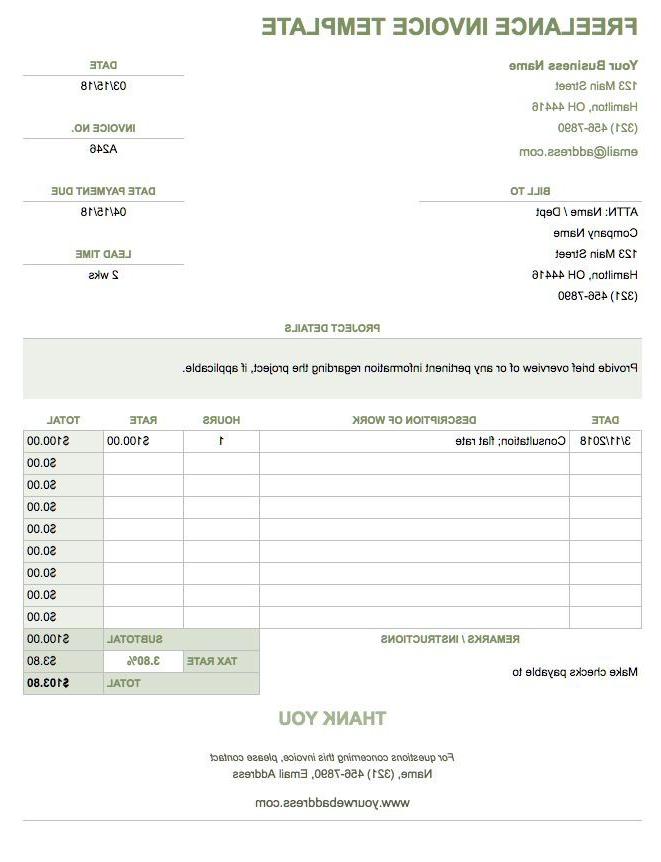 FREELANCE INVOICE TEMPLATE
Your Business Name
123 Main Street
Hamilton, OH 44416
(321) 456-7890
email@address.com
DATE
03/15/18
INVOICE NO.
A246
DATE PAYMENT DUE
04/15/18
LEAD TIME
2 wks
BILL TO
ATTN: Name / Dept
Company Name
123 Main Street
Hamilton, OH 44416
(321) 456-7890
PROJECT DETAILS
Provide brief overview of or any pertinent information regarding the project, if applicable.
DATE DESCRIPTION OF WORK HOURS RATE TOTAL
3/11/2018 Consultation; flat rate 1 $100.00 $100.00
$0.00
$0.00
$0.00
$0.00
$0.00
$0.00
$0.00
$0.00
REMARKS / INSTRUCTIONS SUBTOTAL $100.00
Make checks payable to TAX RATE 3.80% $3.80
TOTAL $103.80
THANK YOU
For questions concerning this invoice, please contact
Name, (321) 456-7890, Email Address
www.yourwebaddress.com